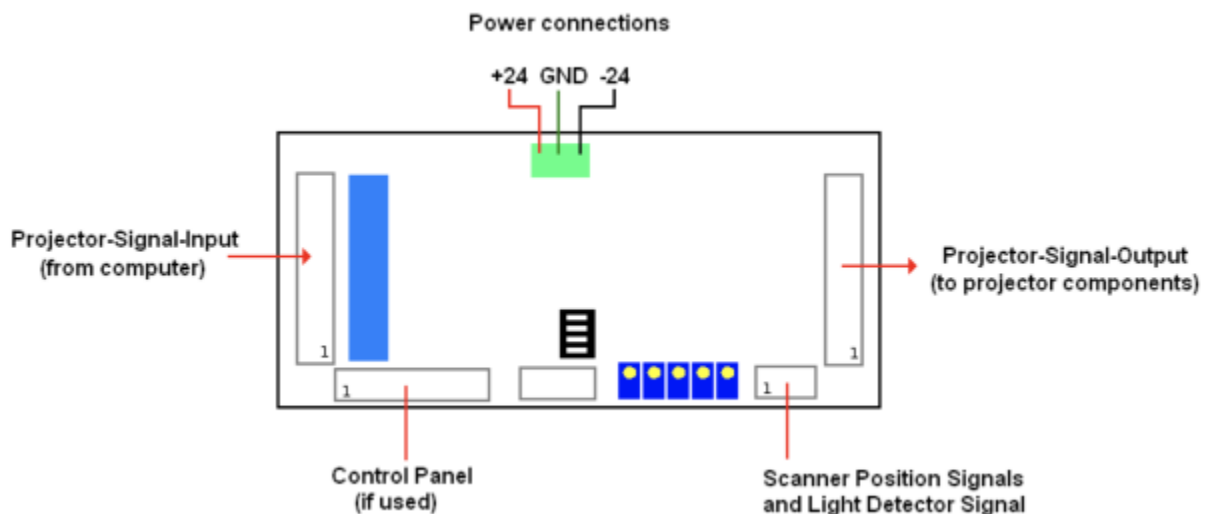 Power connections
+24 GND -24
Projector-Signal-Input
(from computer)
Projector-Signal-Output
(to projector components)
1
1
1
1
Control Panel
(if used)
Scanner Position Signals
and Light Detector Signal